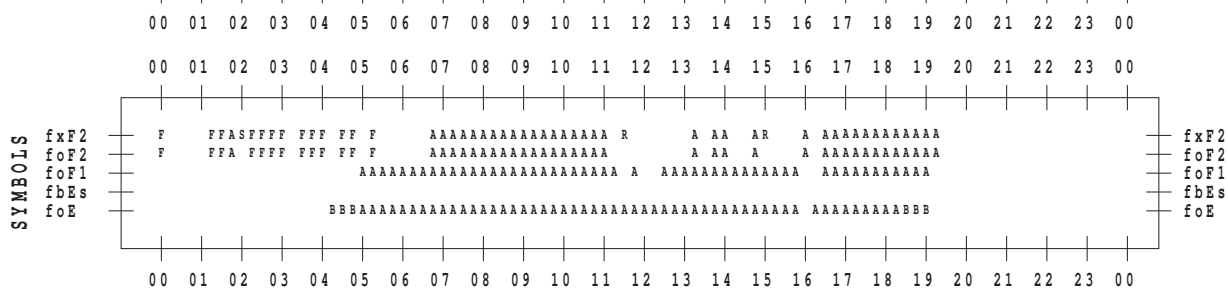 00 01 02 03 04 05 06 07 08 09 10 11 12 13 14 15 16 17 18 19 20 21 22 23 00
00 01 02 03 04 05 06 07 08 09 10 11 12 13 14 15 16 17 18 19 20 21 22 23 00
SYMBOLS
fxF2 F FFASFFFF FFF FF F AAAAAAAAAAAAAAAAAA R A AA AR A AAAAAAAAAAAA fxF2
foF2 F FFA FFFF FFF FF F AAAAAAAAAAAAAAAAAA A AA A A AAAAAAAAAAAA foF2
foF1 AAAAAAAAAAAAAAAAAAAAAAAAAA A AAAAAAAAAAAAAA AAAAAAAAAAA foF1
fbEs fbEs
foE BBBAAAAAAAAAAAAAAAAAAAAAAAAAAAAAAAAAAAAAAAAAAAA AAAAAAAAABBB foE
00 01 02 03 04 05 06 07 08 09 10 11 12 13 14 15 16 17 18 19 20 21 22 23 00